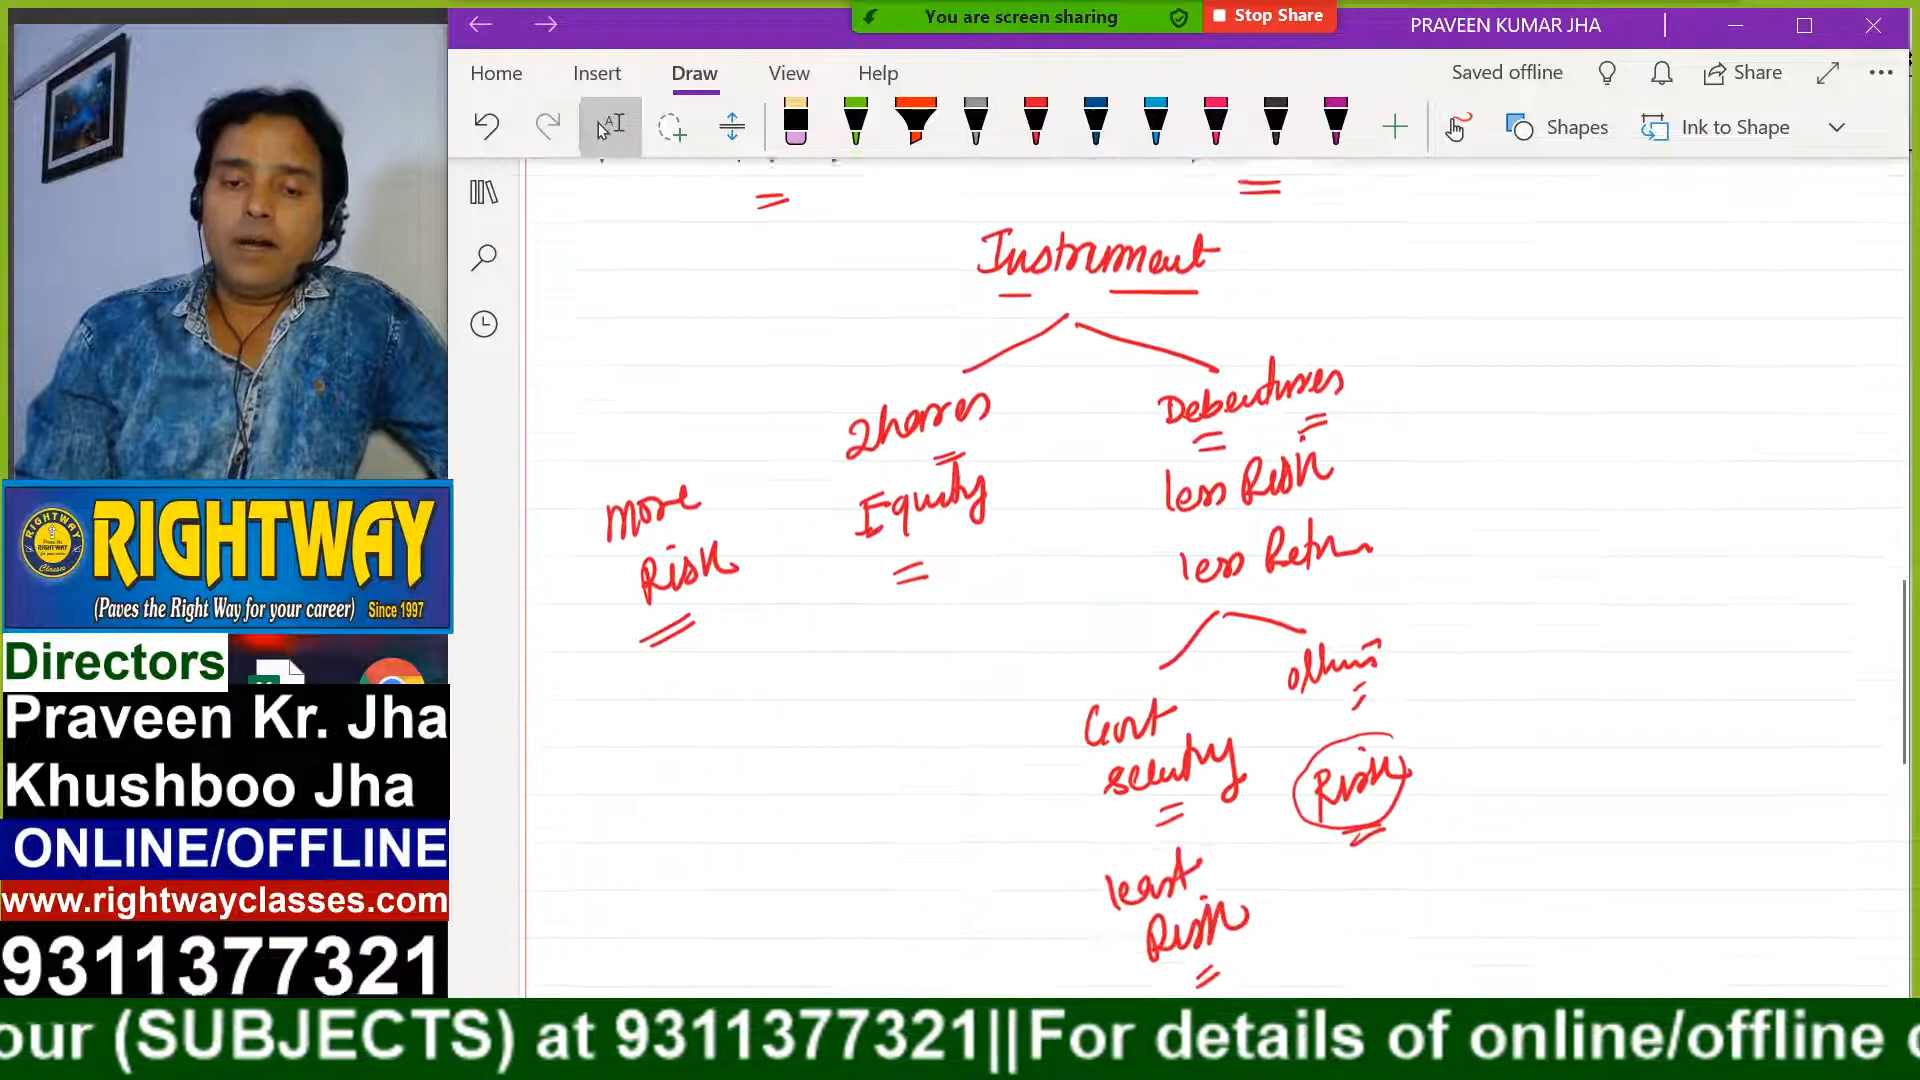 You are screen sharing
Stop Share
PRAVEEN KUMAR JHA
Home Insert Draw View Help
Saved offline
Share
Shapes
Ink to Shape
Instrument
Shares
Debentures
Equity
less Risk
less Retn.
More
Risk
others
Govt
security
Risk
least
Risk
RIGHTWAY
Classes
RIGHTWAY
(Paves the Right Way for your career) Since 1997
Directors
Praveen Kr. Jha
Khushboo Jha
ONLINE/OFFLINE
www.rightwayclasses.com
9311377321
our (SUBJECTS) at 9311377321||For details of online/offline